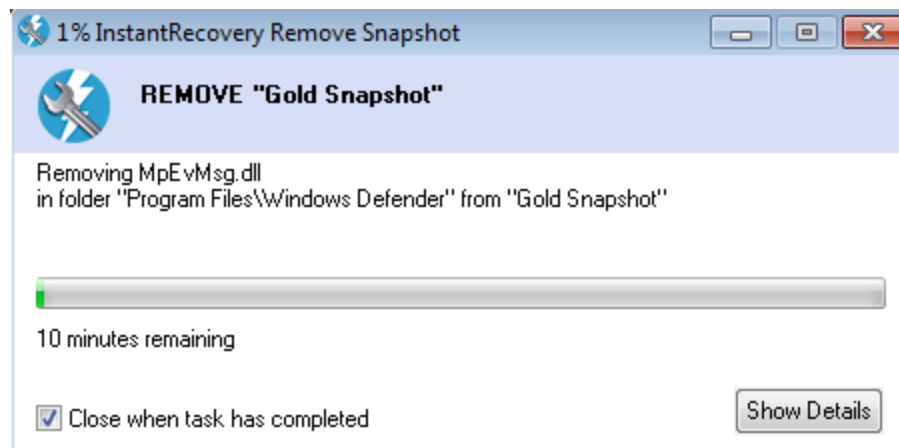 1% InstantRecovery Remove Snapshot
REMOVE "Gold Snapshot"
Removing MpEvMsg.dll
in folder "Program Files\Windows Defender" from "Gold Snapshot"
10 minutes remaining
Close when task has completed
Show Details